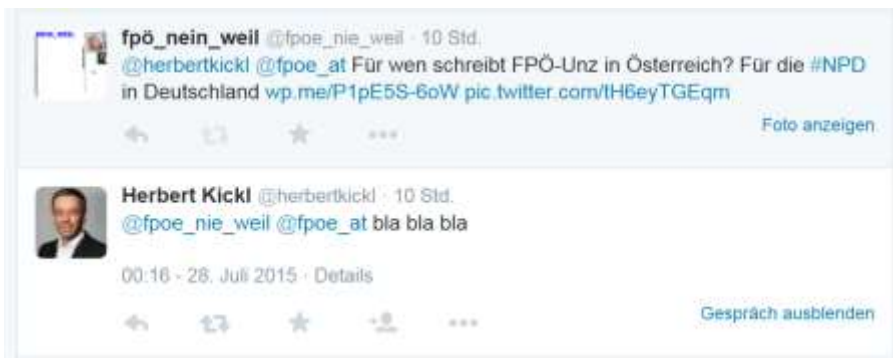 fpö_nein_weil @fpoe_nie_weil · 10 Std.
@herbertkickl @fpoe_at Für wen schreibt FPÖ-Unz in Österreich? Für die #NPD
in Deutschland wp.me/P1pE5S-6oW pic.twitter.com/tH6eyTGEqm
Foto anzeigen
Herbert Kickl @herbertkickl · 10 Std.
@fpoe_nie_weil @fpoe_at bla bla bla
00:16 - 28. Juli 2015 · Details
Gespräch ausblenden